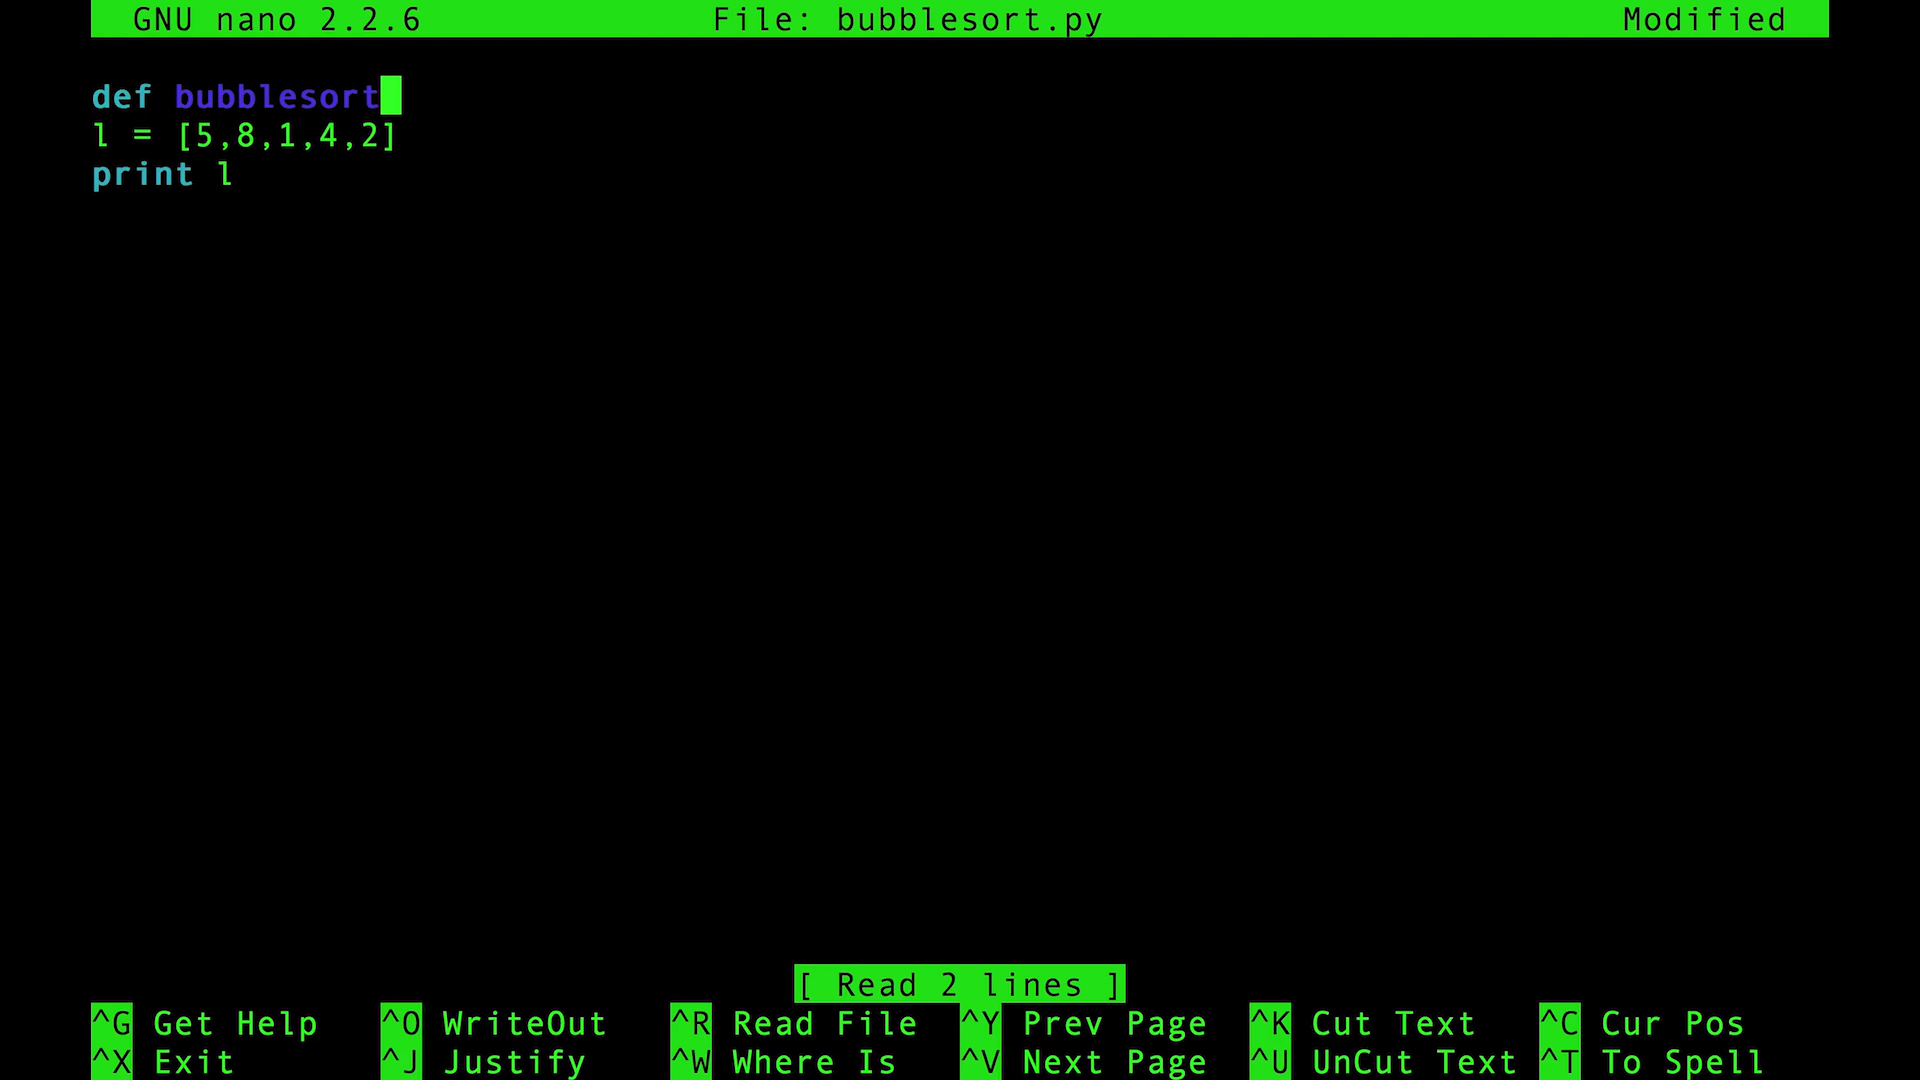 GNU nano 2.2.6 File: bubblesort.py Modified
def bubblesort
l = [5,8,1,4,2]
print l
[ Read 2 lines ]
^G Get Help ^O WriteOut ^R Read File ^Y Prev Page ^K Cut Text ^C Cur Pos
^X Exit ^J Justify ^W Where Is ^V Next Page ^U UnCut Text ^T To Spell